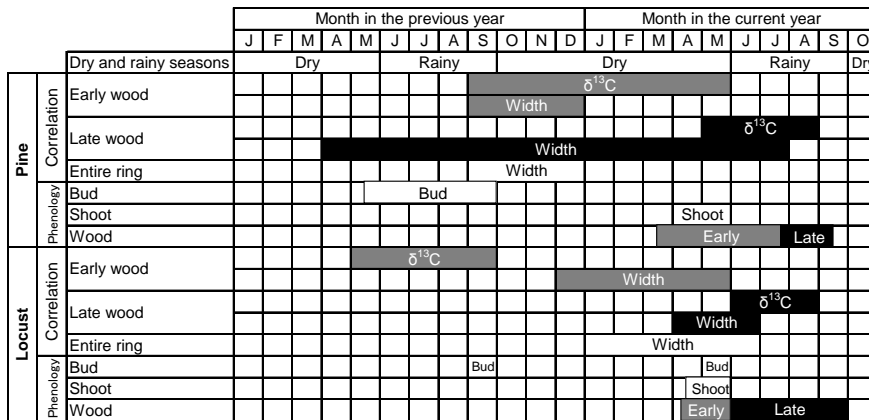 Month in the previous year Month in the current year
J F M A M J J A S O N D J F M A M J J A S O
Dry and rainy seasons Dry Rainy Dry Rainy Dry
Pine
Correlation
Early wood δ¹³C
Width
Late wood δ¹³C
Width
Entire ring Width
Phenology
Bud Bud
Shoot Shoot
Wood Early Late
Locust
Correlation
Early wood δ¹³C
Width
Late wood δ¹³C
Width
Entire ring Width
Phenology
Bud Bud Bud
Shoot Shoot
Wood Early Late